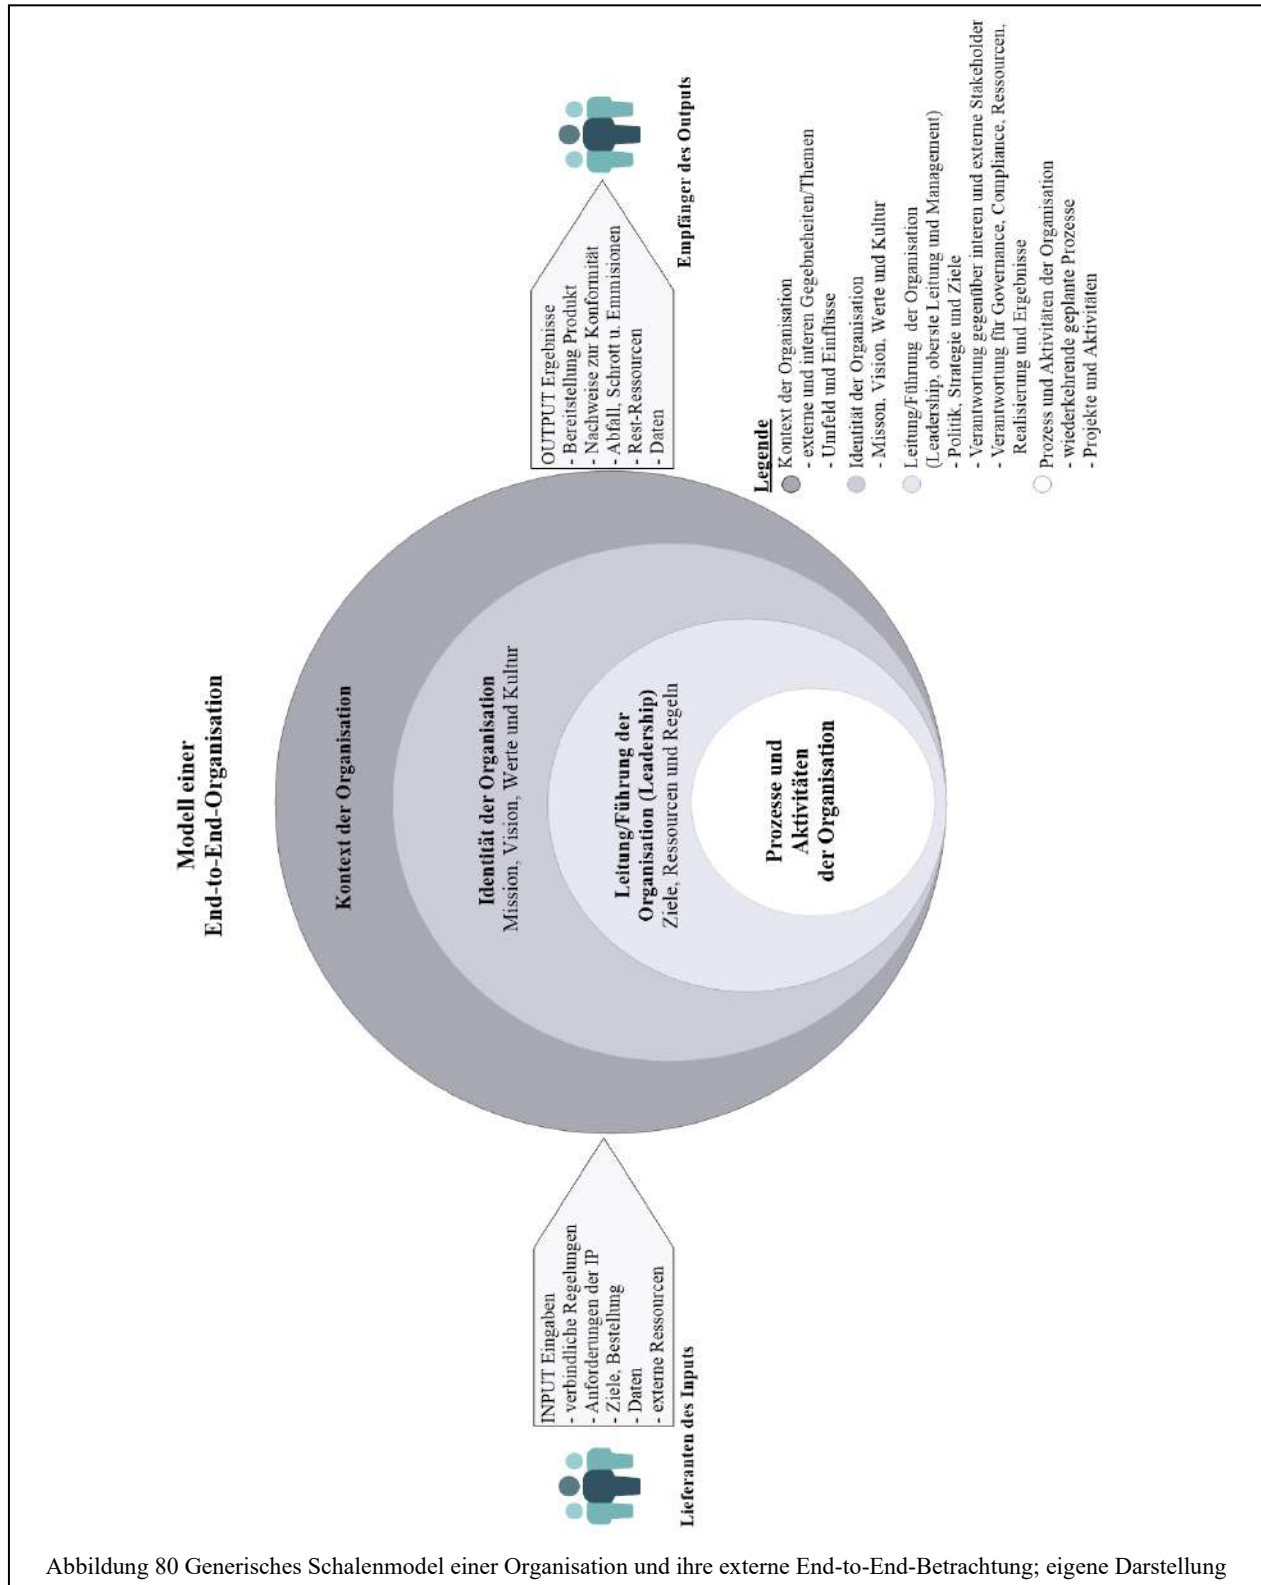 Modell einer
End-to-End-Organisation
Kontext der Organisation
Identität der Organisation
Mission, Vision, Werte und Kultur
Leitung/Führung der
Organisation (Leadership)
Ziele, Ressourcen und Regeln
Prozesse und
Aktivitäten
der Organisation
INPUT Eingaben
- verbindliche Regelungen
- Anforderungen der IP
- Ziele, Bestellung
- Daten
- externe Ressourcen
Lieferanten des Inputs
OUTPUT Ergebnisse
- Bereitstellung Produkt
- Nachweise zur Konformität
- Abfall, Schrott u. Emmisionen
- Rest-Ressourcen
- Daten
Empfänger des Outputs
Legende
Kontext der Organisation
- externe und interen Gegebneheiten/Themen
- Umfeld und Einflüsse
Identität der Organisation
- Misson, Vision, Werte und Kultur
Leitung/Führung der Organisation
(Leadership, oberste Leitung und Management)
- Politik, Strategie und Ziele
- Verantwortung gegenüber interen und externe Stakeholder
- Verantwortung für Governance, Compliance, Ressourcen,
Realisierung und Ergebnisse
Prozess und Aktivitäten der Organisation
- wiederkehrende geplante Prozesse
- Projekte und Aktivitäten
Abbildung 80 Generisches Schalenmodel einer Organisation und ihre externe End-to-End-Betrachtung; eigene Darstellung